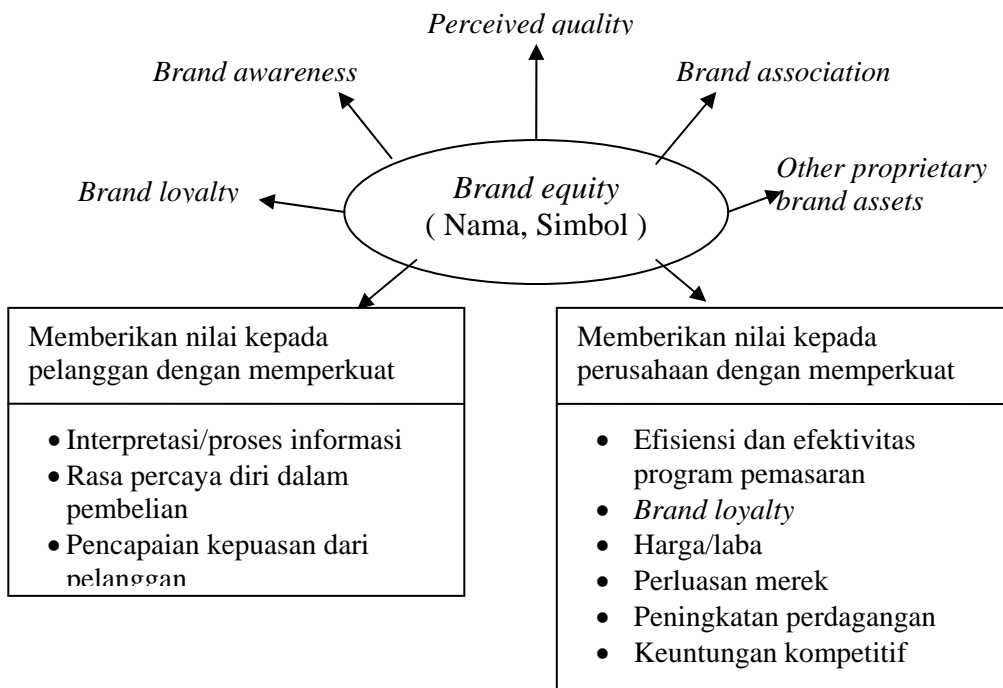 Perceived quality
Brand awareness
Brand association
Brand loyalty
Other proprietary
brand assets
Brand equity
( Nama, Simbol )
Memberikan nilai kepada
pelanggan dengan memperkuat
• Interpretasi/proses informasi
• Rasa percaya diri dalam
pembelian
• Pencapaian kepuasan dari
pelanggan
Memberikan nilai kepada
perusahaan dengan memperkuat
• Efisiensi dan efektivitas
program pemasaran
• Brand loyalty
• Harga/laba
• Perluasan merek
• Peningkatan perdagangan
• Keuntungan kompetitif